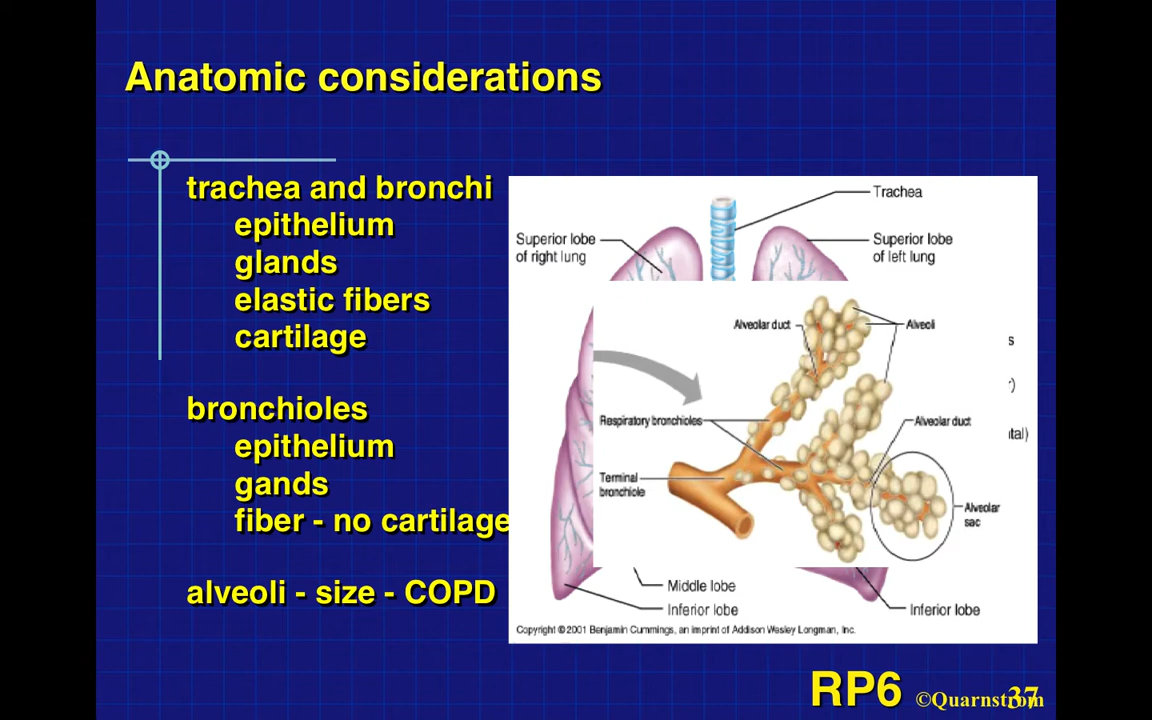 Anatomic considerations
trachea and bronchi
epithelium
glands
elastic fibers
cartilage
bronchioles
epithelium
gands
fiber - no cartilage
alveoli - size - COPD
Trachea
Superior lobe
of right lung
Superior lobe
of left lung
Alveolar duct
Alveoli
s
r)
tal)
Respiratory bronchioles
Alveolar duct
Terminal
bronchiole
Alveolar
sac
Middle lobe
Inferior lobe
Inferior lobe
Copyright ©2001 Benjamin Cummings, an imprint of Addison Wesley Longman, Inc.
RP6
©Quarnstrom
37